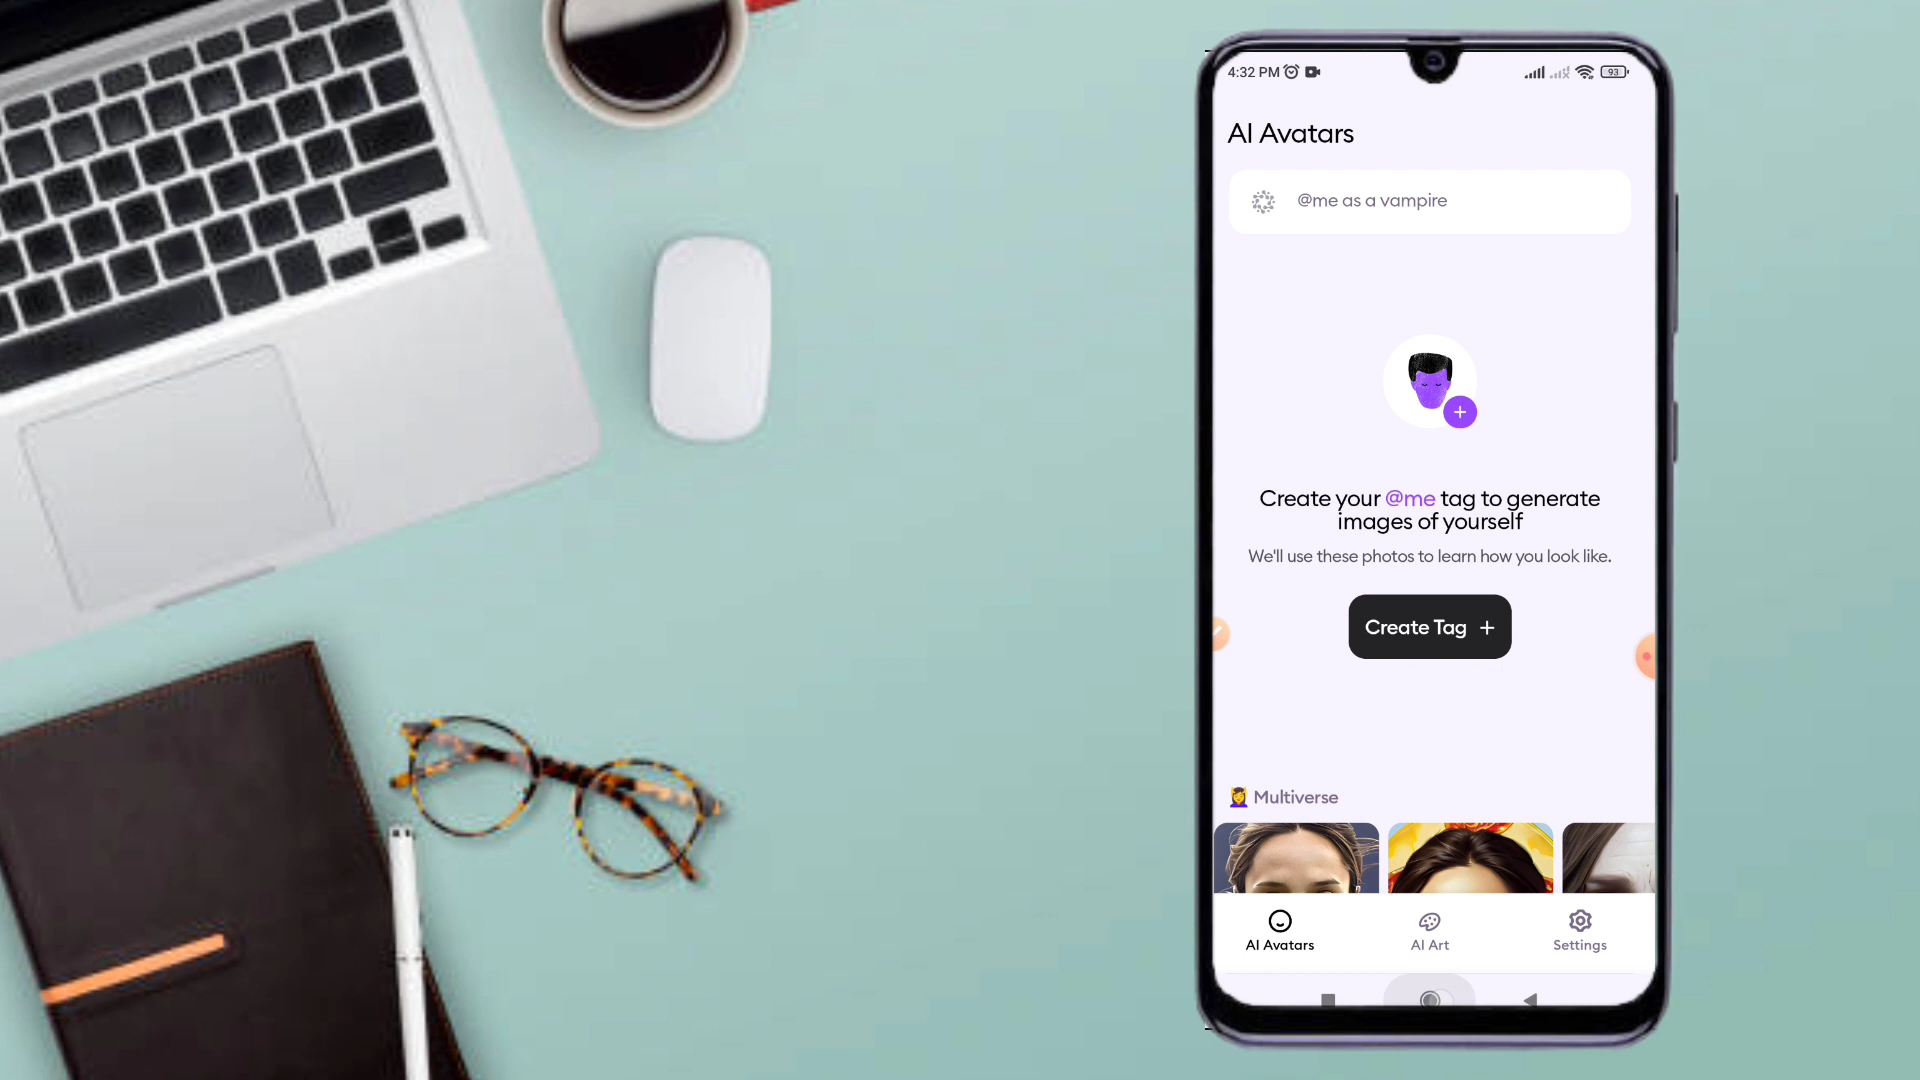 4:32 PM
93
AI Avatars
@me as a vampire
Create your @me tag to generate
images of yourself
We'll use these photos to learn how you look like.
Create Tag +
Multiverse
AI Avatars
AI Art
Settings